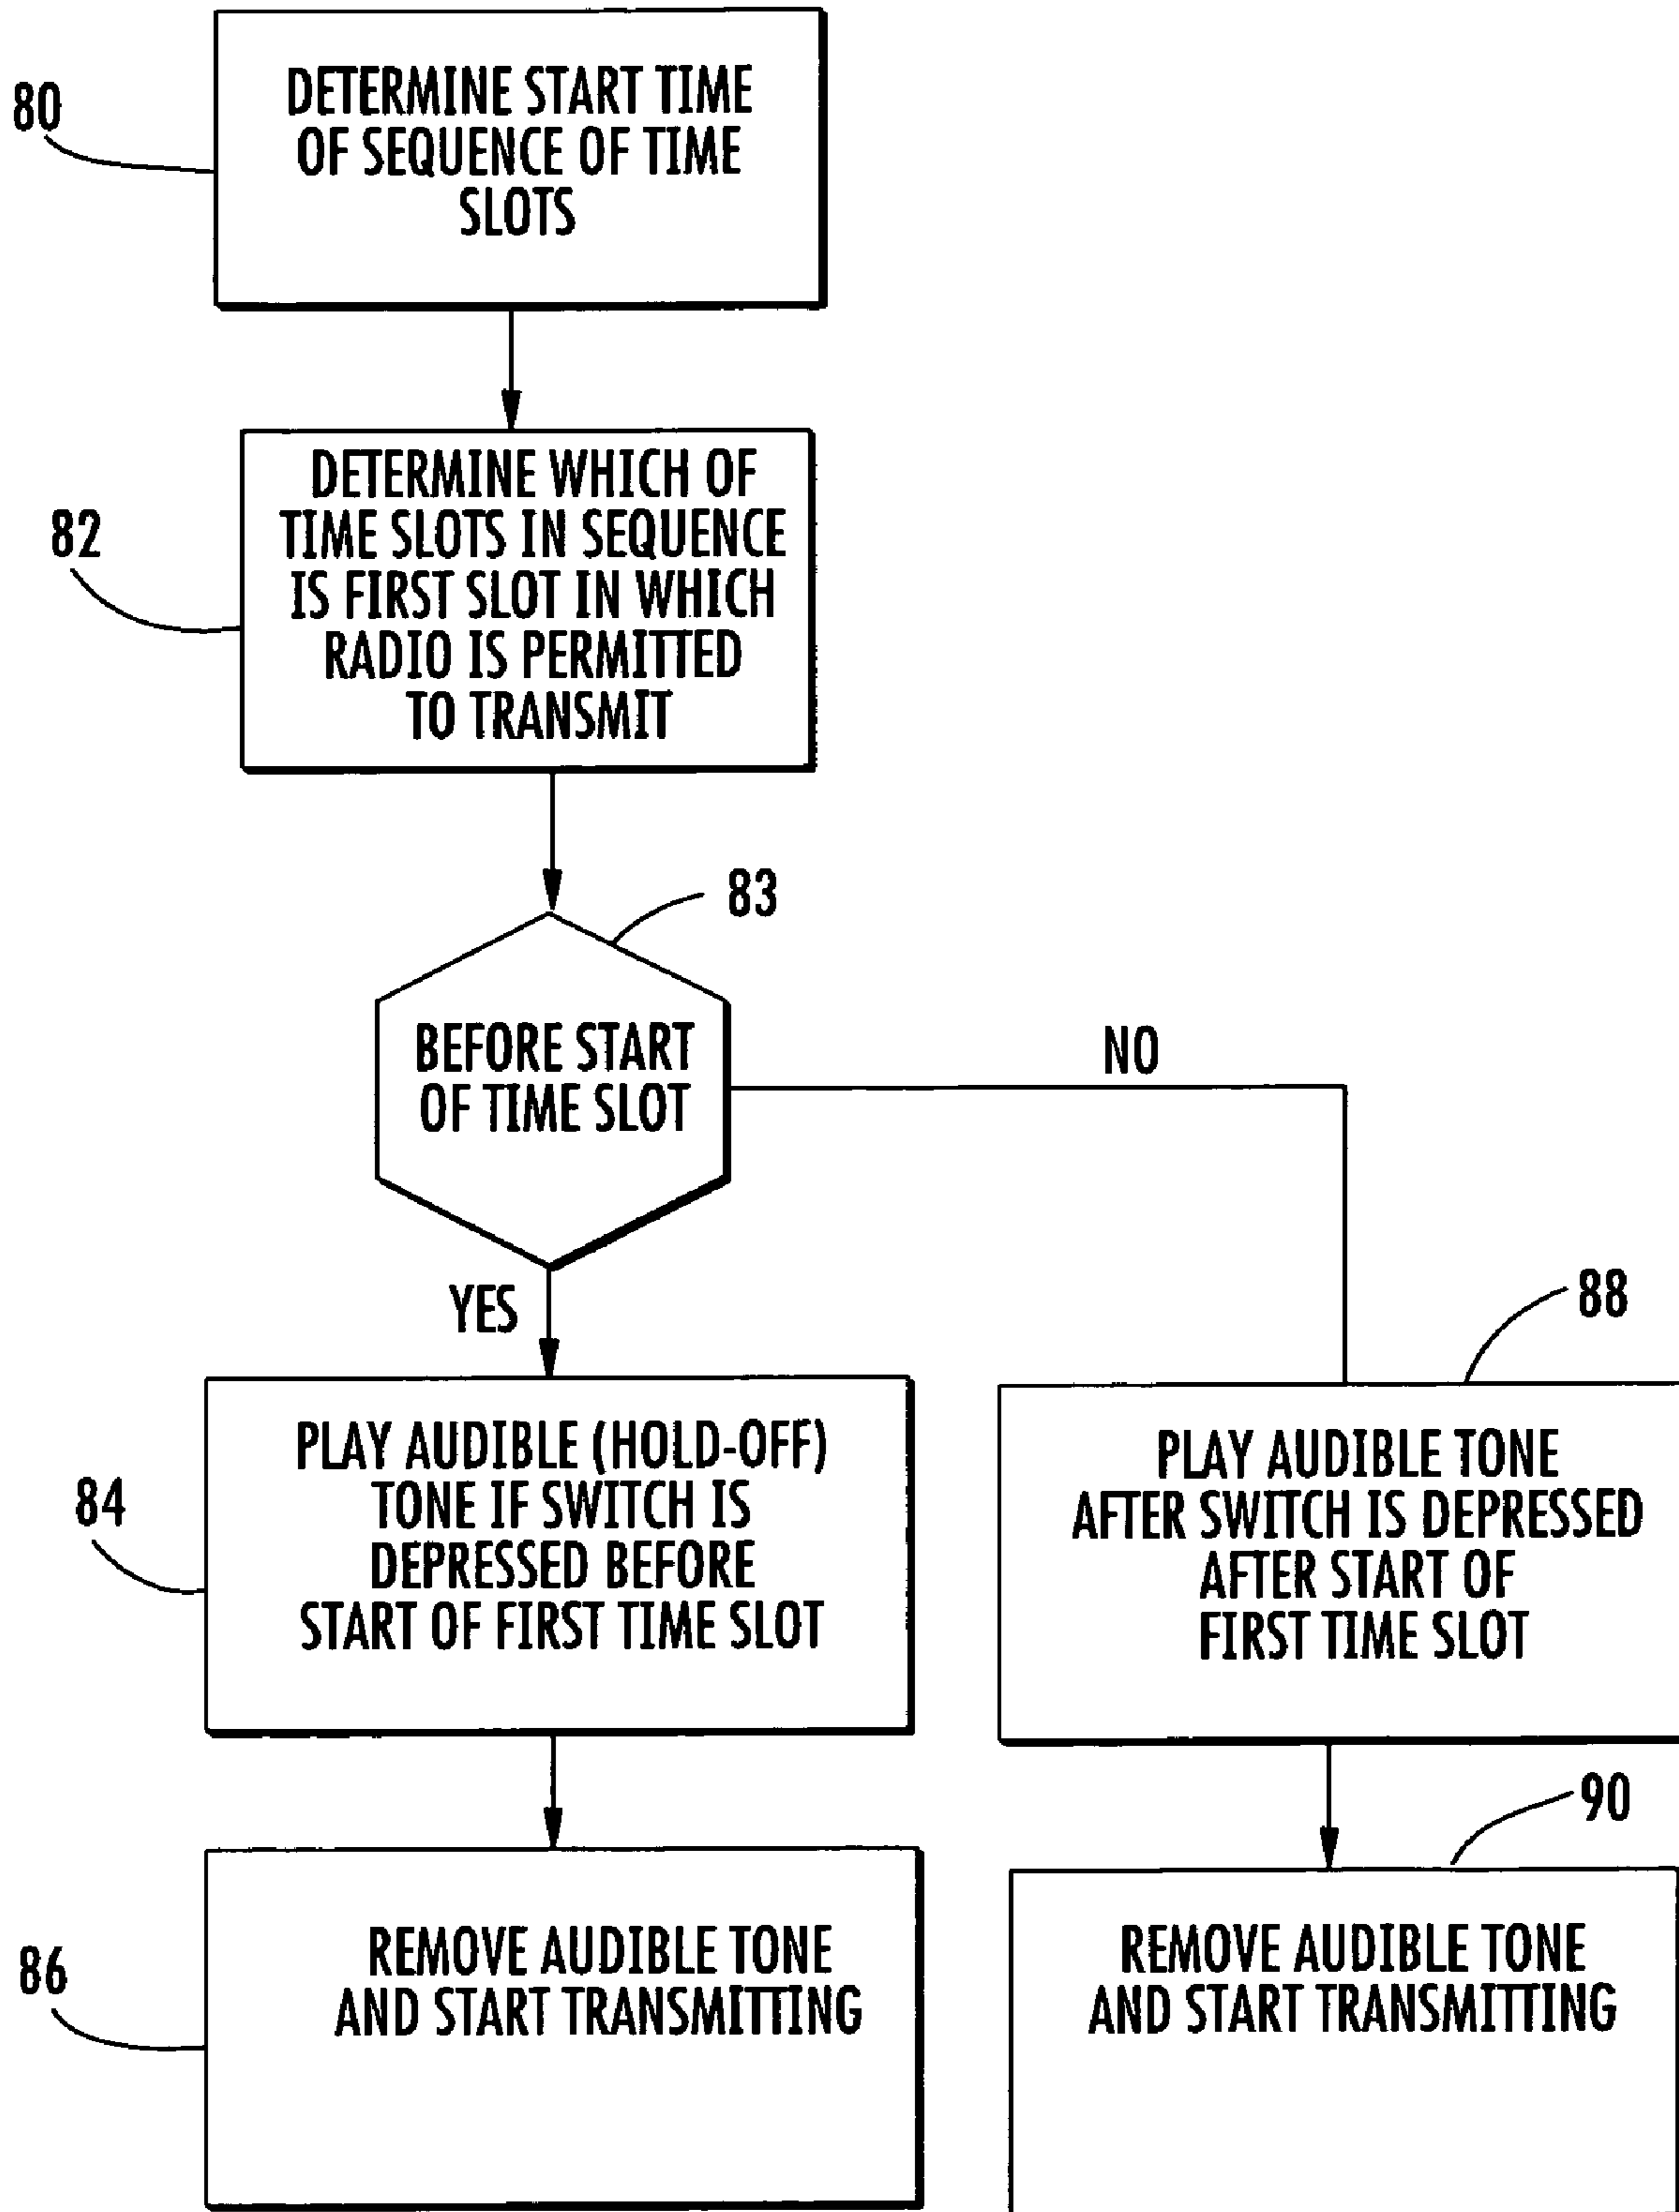 80
DETERMINE START TIME
OF SEQUENCE OF TIME
SLOTS
82
DETERMINE WHICH OF
TIME SLOTS IN SEQUENCE
IS FIRST SLOT IN WHICH
RADIO IS PERMITTED
TO TRANSMIT
83
BEFORE START
OF TIME SLOT
NO
YES
84
PLAY AUDIBLE (HOLD-OFF)
TONE IF SWITCH IS
DEPRESSED BEFORE
START OF FIRST TIME SLOT
88
PLAY AUDIBLE TONE
AFTER SWITCH IS DEPRESSED
AFTER START OF
FIRST TIME SLOT
86
REMOVE AUDIBLE TONE
AND START TRANSMITTING
90
REMOVE AUDIBLE TONE
AND START TRANSMITTING